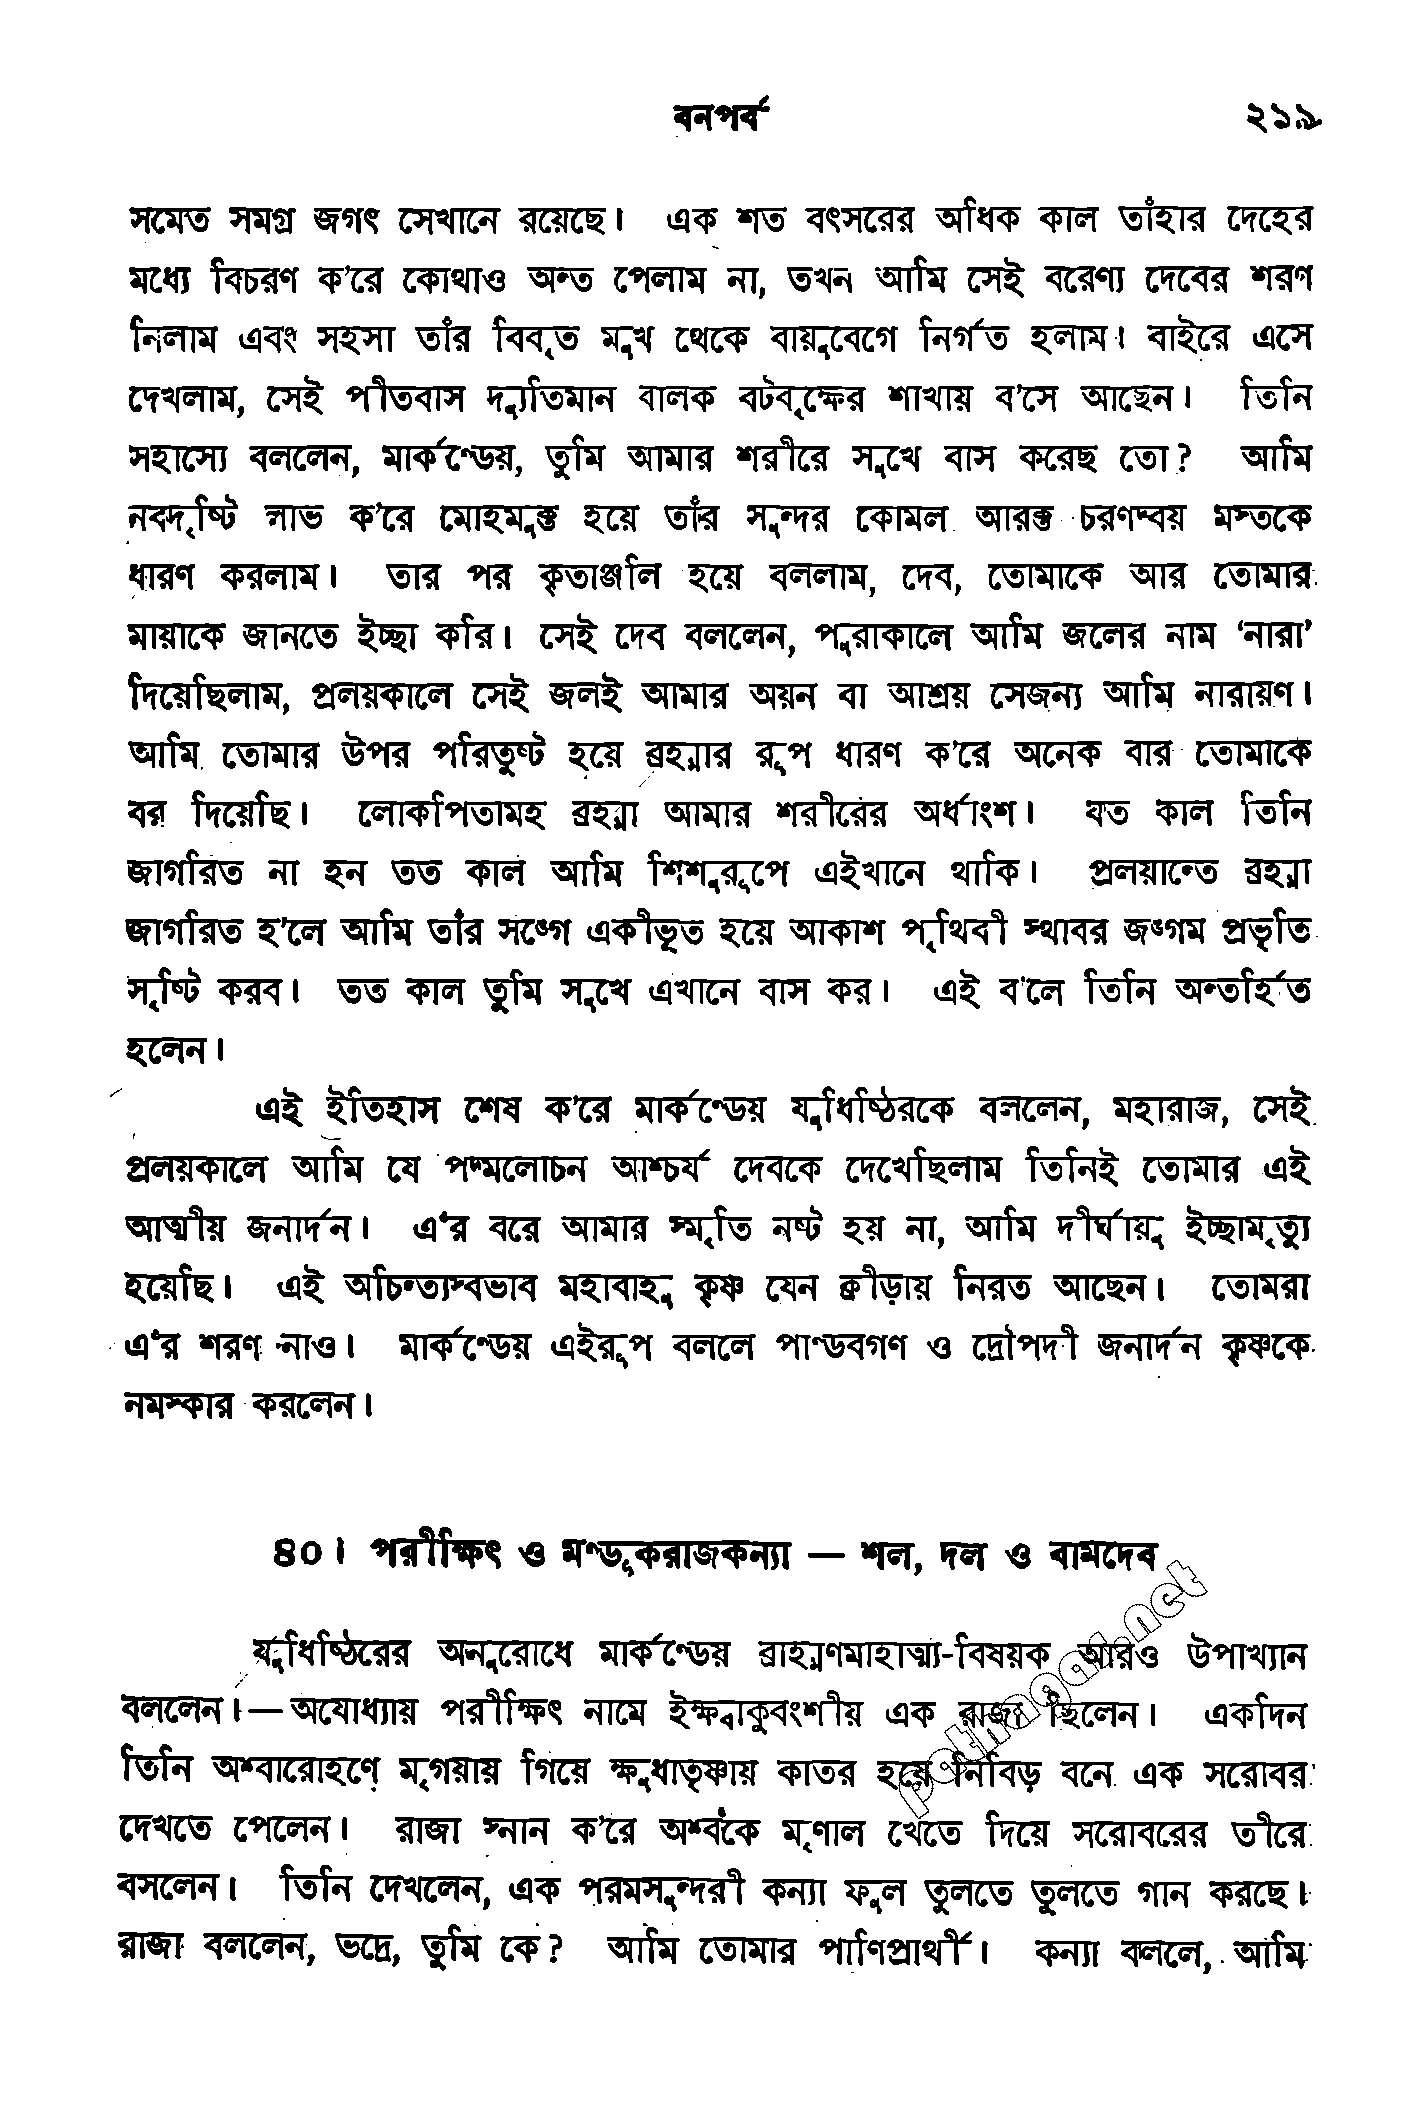 বনপর্ব ২১৯
সমেত সমগ্র জগৎ সেখানে রয়েছে। এক শত বৎসরের অধিক কাল তাঁহার দেহের
মধ্যে বিচরণ ক'রে কোথাও অন্ত পেলাম না, তখন আমি সেই বরেণ্য দেবের শরণ
নিলাম এবং সহসা তাঁর বিবৃত মুখ থেকে বায়ুবেগে নির্গত হলাম। বাইরে এসে
দেখলাম, সেই পীতবাস দ্যুতিমান বালক বটবৃক্ষের শাখায় ব'সে আছেন। তিনি
সহাস্যে বললেন, মার্কণ্ডেয়, তুমি আমার শরীরে সুখে বাস করেছ তো? আমি
নবদৃষ্টি লাভ ক'রে মোহমুক্ত হয়ে তাঁর সুন্দর কোমল আরক্ত চরণদ্বয় মস্তকে
ধারণ করলাম। তার পর কৃতাঞ্জলি হয়ে বললাম, দেব, তোমাকে আর তোমার
মায়াকে জানতে ইচ্ছা করি। সেই দেব বললেন, পুরাকালে আমি জলের নাম ‘নারা’
দিয়েছিলাম, প্রলয়কালে সেই জলই আমার অয়ন বা আশ্রয় সেজন্য আমি নারায়ণ।
আমি তোমার উপর পরিতুষ্ট হয়ে ব্রহ্মার রূপ ধারণ ক'রে অনেক বার তোমাকে
বর দিয়েছি। লোকপিতামহ ব্রহ্মা আমার শরীরের অর্ধাংশ। যত কাল তিনি
জাগরিত না হন তত কাল আমি শিশুরূপে এইখানে থাকি। প্রলয়ান্তে ব্রহ্মা
জাগরিত হ'লে আমি তাঁর সঙ্গে একীভূত হয়ে আকাশ পৃথিবী স্থাবর জঙ্গম প্রভৃতি
সৃষ্টি করব। তত কাল তুমি সুখে এখানে বাস কর। এই ব'লে তিনি অন্তর্হিত
হলেন।
এই ইতিহাস শেষ ক'রে মার্কণ্ডেয় যুধিষ্ঠিরকে বললেন, মহারাজ, সেই
প্রলয়কালে আমি যে পদ্মলোচন আশ্চর্য দেবকে দেখেছিলাম তিনিই তোমার এই
আত্মীয় জনার্দন। এঁর বরে আমার স্মৃতি নষ্ট হয় না, আমি দীর্ঘায়ু ইচ্ছামৃত্যু
হয়েছি। এই অচিন্ত্যস্বভাব মহাবাহু কৃষ্ণ যেন ক্রীড়ায় নিরত আছেন। তোমরা
এঁর শরণ নাও। মার্কণ্ডেয় এইরূপ বললে পাণ্ডবগণ ও দ্রৌপদী জনার্দন কৃষ্ণকে
নমস্কার করলেন।
৪০। পরীক্ষিৎ ও মণ্ডূকরাজকন্যা — শল, দল ও বামদেব
যুধিষ্ঠিরের অনুরোধে মার্কণ্ডেয় ব্রাহ্মণমাহাত্ম্য-বিষয়ক আরও উপাখ্যান
বললেন।—অযোধ্যায় পরীক্ষিৎ নামে ইক্ষ্বাকুবংশীয় এক রাজা ছিলেন। একদিন
তিনি অশ্বারোহণে মৃগয়ায় গিয়ে ক্ষুধাতৃষ্ণায় কাতর হয়ে নিবিড় বনে এক সরোবর
দেখতে পেলেন। রাজা স্নান ক'রে অশ্বকে মৃণাল খেতে দিয়ে সরোবরের তীরে
বসলেন। তিনি দেখলেন, এক পরমসুন্দরী কন্যা ফুল তুলতে তুলতে গান করছে।
রাজা বললেন, ভদ্রে, তুমি কে? আমি তোমার পাণিপ্রার্থী। কন্যা বললে, আমি
pathagar.net